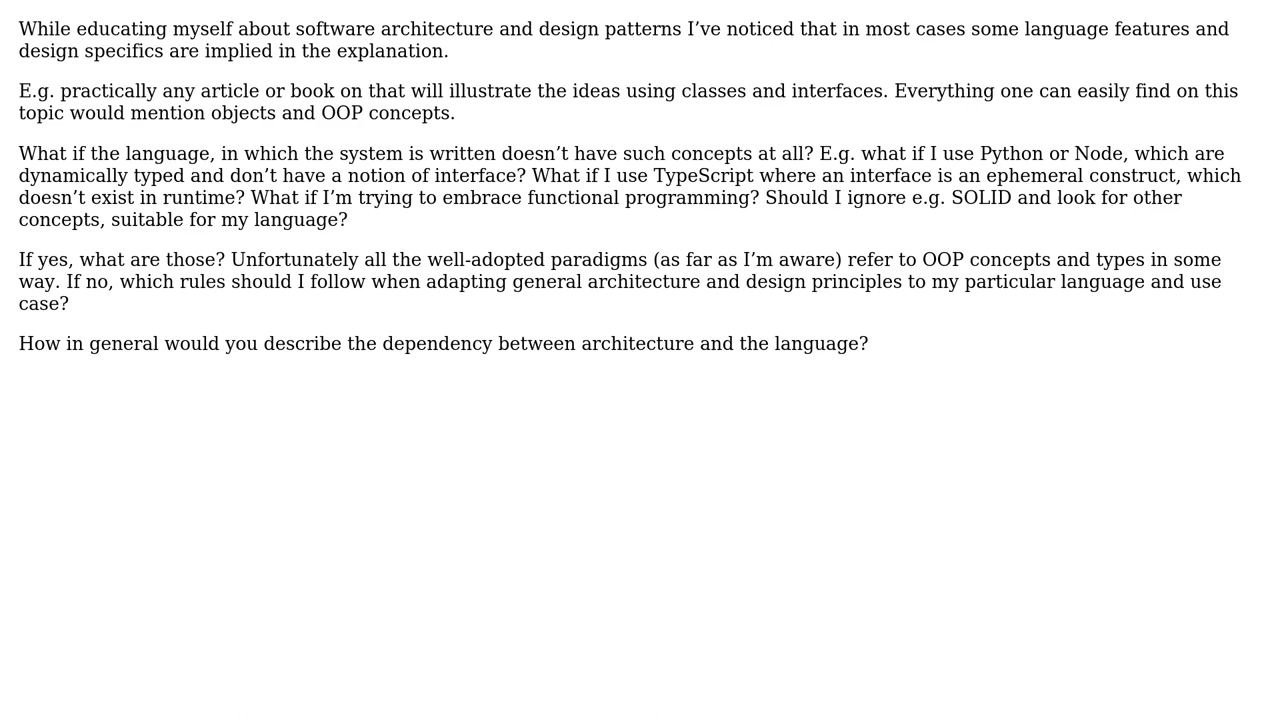 While educating myself about software architecture and design patterns I’ve noticed that in most cases some language features and
design specifics are implied in the explanation.
E.g. practically any article or book on that will illustrate the ideas using classes and interfaces. Everything one can easily find on this
topic would mention objects and OOP concepts.
What if the language, in which the system is written doesn’t have such concepts at all? E.g. what if I use Python or Node, which are
dynamically typed and don’t have a notion of interface? What if I use TypeScript where an interface is an ephemeral construct, which
doesn’t exist in runtime? What if I’m trying to embrace functional programming? Should I ignore e.g. SOLID and look for other
concepts, suitable for my language?
If yes, what are those? Unfortunately all the well-adopted paradigms (as far as I’m aware) refer to OOP concepts and types in some
way. If no, which rules should I follow when adapting general architecture and design principles to my particular language and use
case?
How in general would you describe the dependency between architecture and the language?